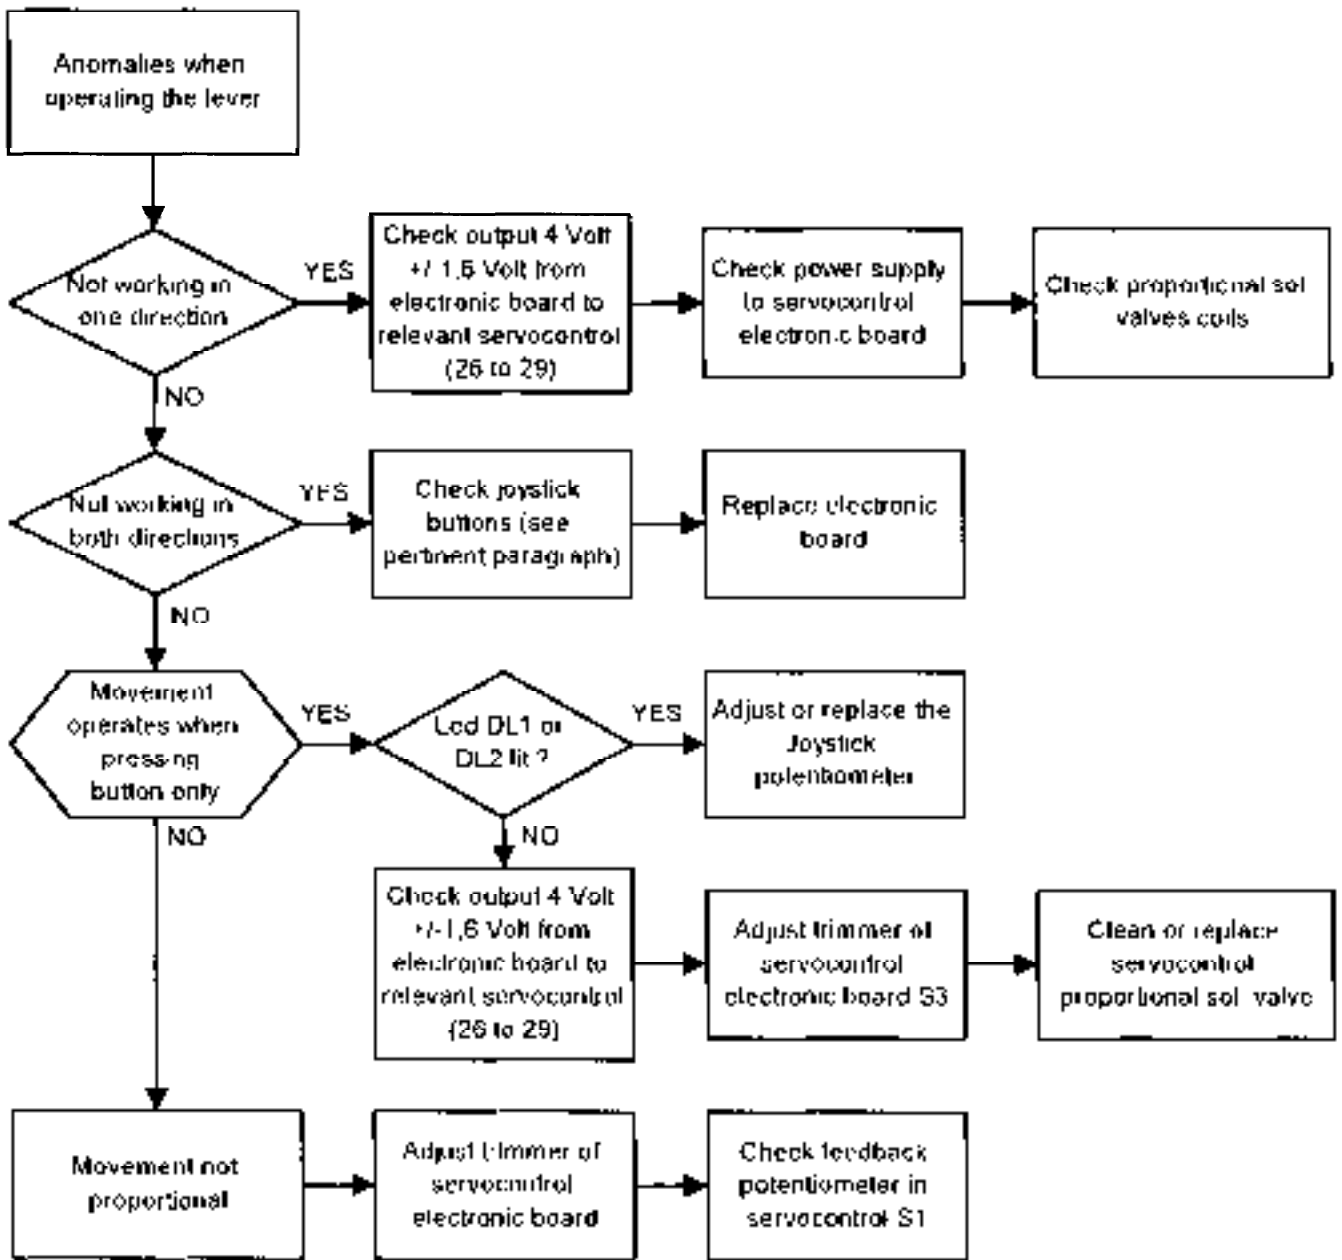 Anomalies when
operating the lever
Not working in
one direction
YES
Check output 4 Volt
+/- 1,6 Volt from
electronic board to
relevant servocontrol
(26 to 29)
Check power supply
to servocontrol
electronic board
Check proportional sol
valves coils
NO
Not working in
both directions
YES
Check joystick
buttons (see
pertinent paragraph)
Replace electronic
board
NO
Movement
operates when
pressing
button only
YES
Led DL1 or
DL2 lit ?
YES
Adjust or replace the
Joystick
potentiometer
NO
NO
Check output 4 Volt
+/-1,6 Volt from
electronic board to
relevant servocontrol
(26 to 29)
Adjust trimmer of
servocontrol
electronic board S3
Clean or replace
servocontrol
proportional sol valve
Movement not
proportional
Adjust trimmer of
servocontrol
electronic board
Check feedback
potentiometer in
servocontrol S1